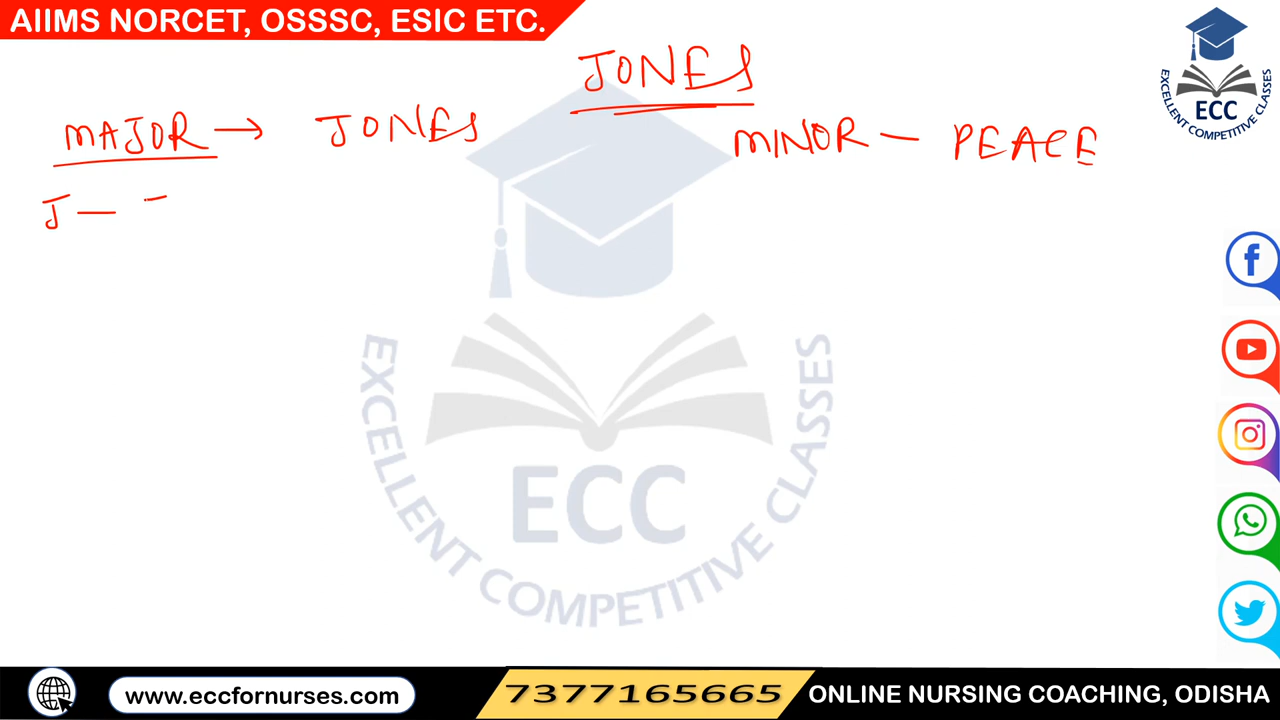 AIIMS NORCET, OSSSC, ESIC ETC.
JONES
MAJOR → JONES
MINOR — PEACE
J —
EXCELLENT COMPETITIVE CLASSES
ECC
ECC
EXCELLENT COMPETITIVE CLASSES
www.eccfornurses.com
7377165665
ONLINE NURSING COACHING, ODISHA